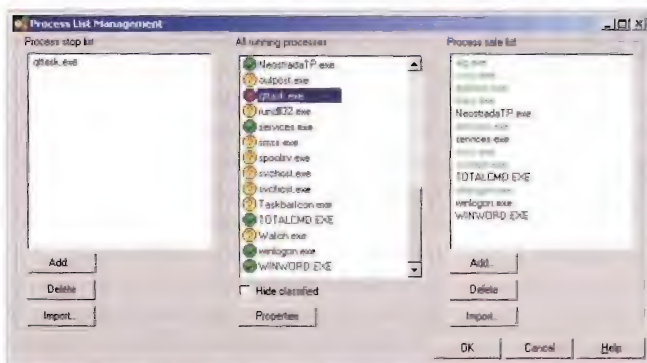 Process List Management
Process stop list
qttask.exe
Add..
Delete
Import...
All running processes
NeostradaTP.exe
outpost.exe
qttask.exe
rundll32.exe
services.exe
smss.exe
spoolsv.exe
svchost.exe
svchost.exe
TaskbarIcon.exe
TOTALCMD.EXE
Watch.exe
winlogon.exe
WINWORD.EXE
Hide classified
Properties
Process safe list
NeostradaTP.exe
services.exe
TOTALCMD.EXE
winlogon.exe
WINWORD.EXE
Add..
Delete
Import...
OK
Cancel
Help